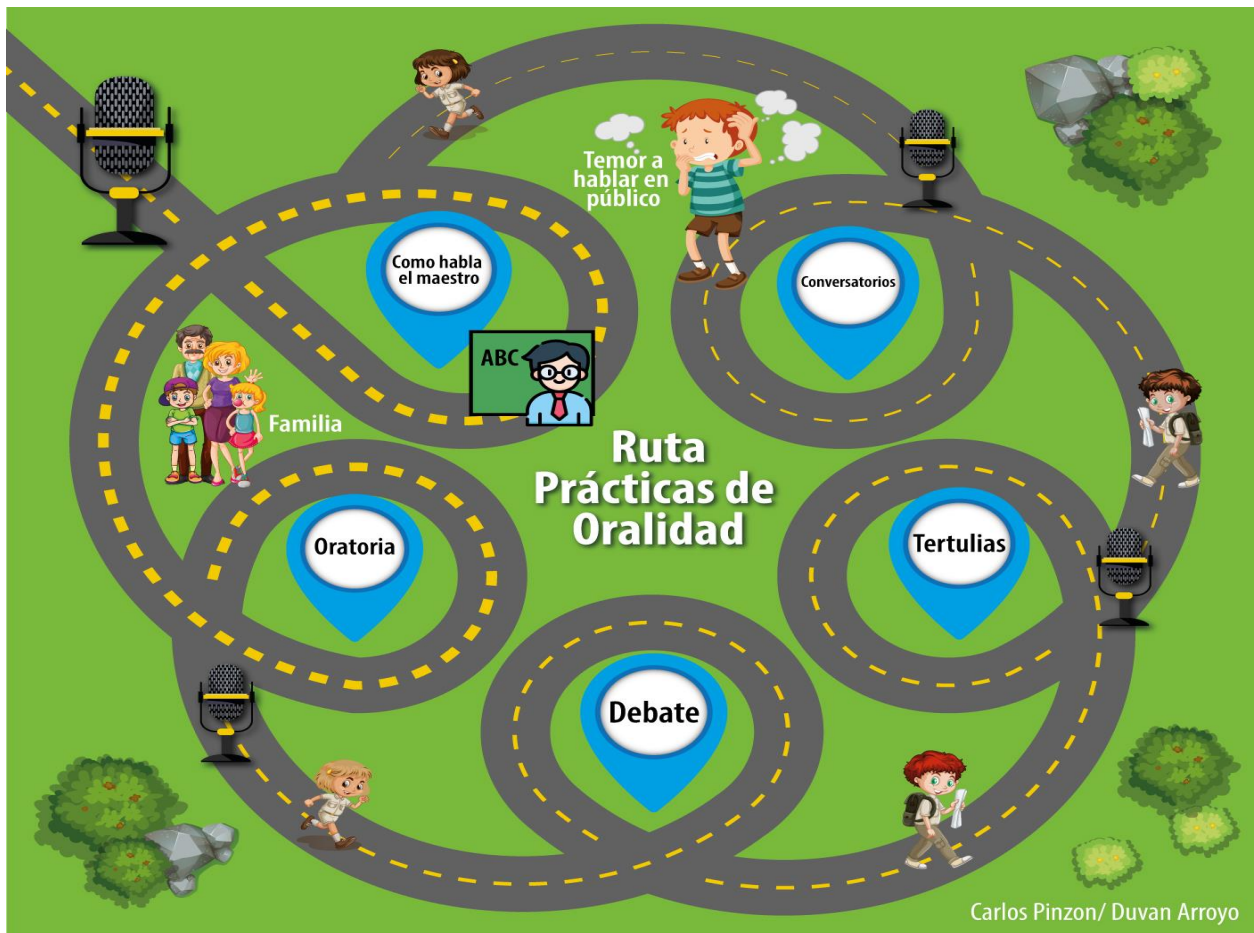 Temor a
hablar en
público
Como habla
el maestro
Conversatorios
ABC
Familia
Ruta
Prácticas de
Oralidad
Oratoria
Tertulias
Debate
Carlos Pinzon/ Duvan Arroyo